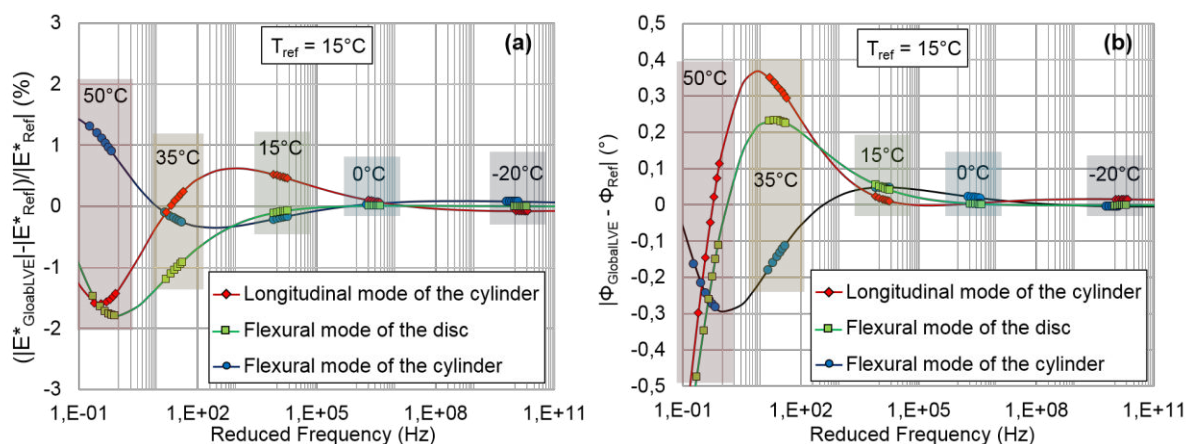 (|E*GloabLVE|-|E*Ref|)/|E*Ref| (%)
3
2
1
0
-1
-2
-3
Tref = 15°C
(a)
50°C
35°C
15°C
0°C
-20°C
Longitudinal mode of the cylinder
Flexural mode of the disc
Flexural mode of the cylinder
1,E-01 1,E+02 1,E+05 1,E+08 1,E+11
Reduced Frequency (Hz)
|ΦGlobalLVE - ΦRef| (°)
0,5
0,4
0,3
0,2
0,1
0
-0,1
-0,2
-0,3
-0,4
-0,5
Tref = 15°C
(b)
50°C
35°C
15°C
0°C
-20°C
Longitudinal mode of the cylinder
Flexural mode of the disc
Flexural mode of the cylinder
1,E-01 1,E+02 1,E+05 1,E+08 1,E+11
Reduced Frequency (Hz)